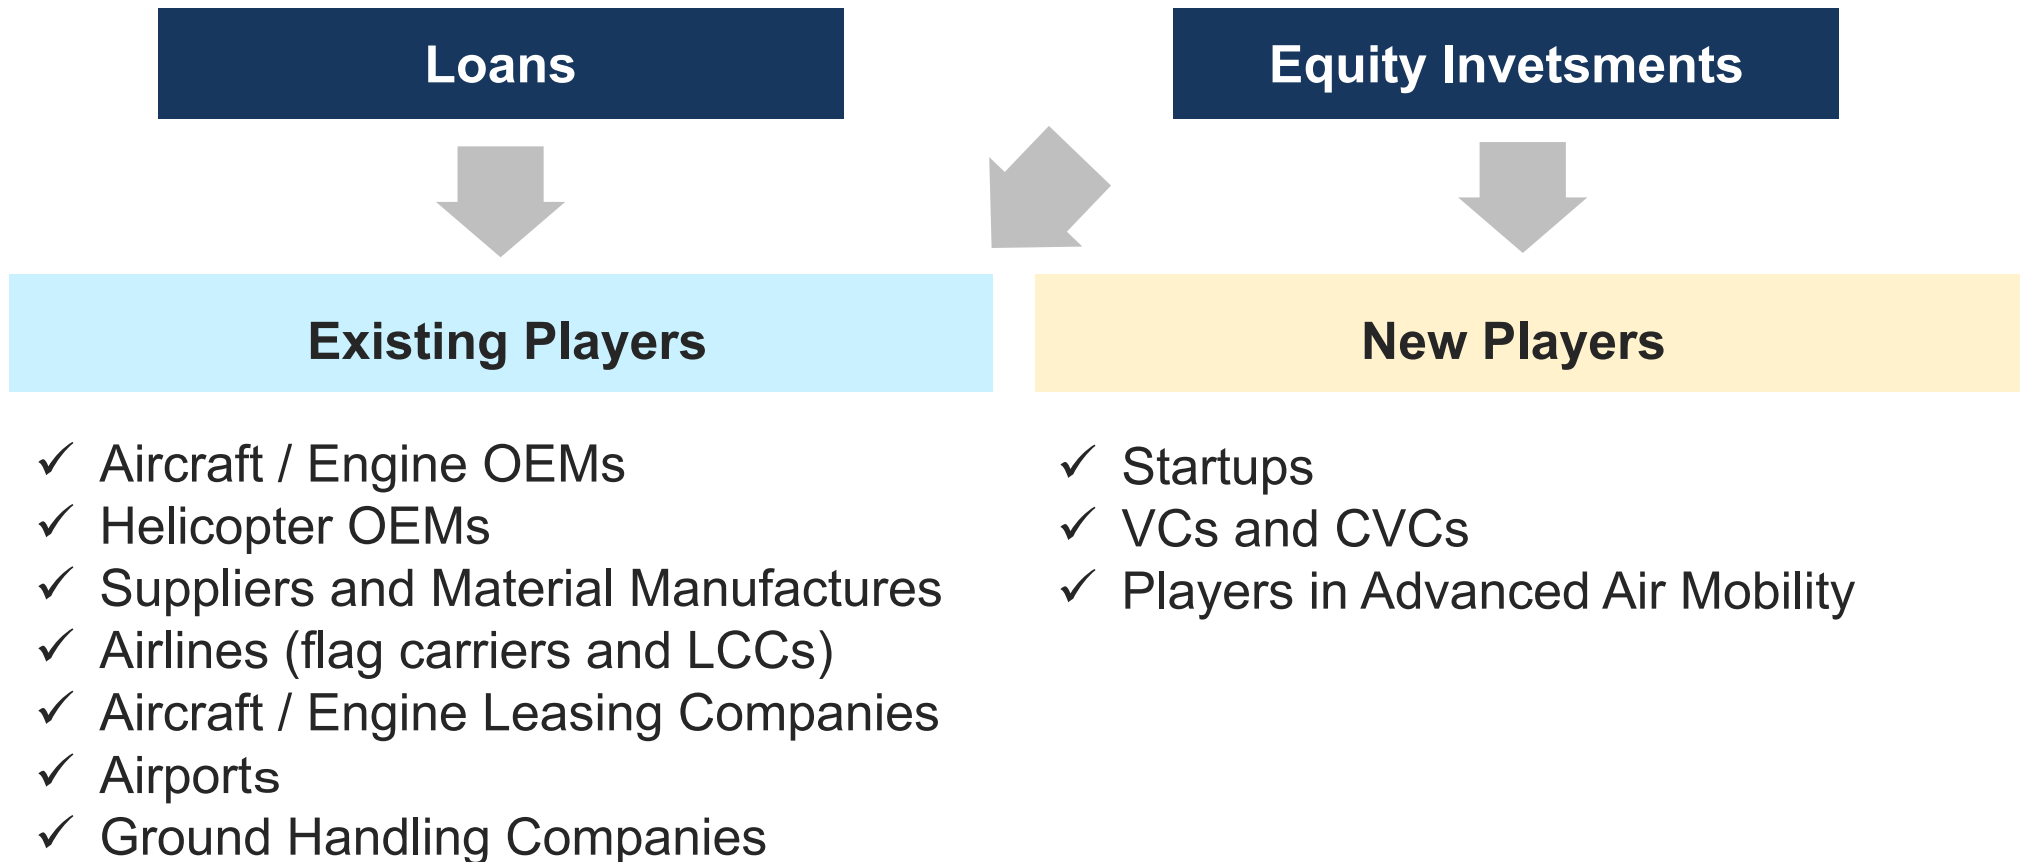 Loans
Equity Invetsments
Existing Players
New Players
✓ Aircraft / Engine OEMs
✓ Helicopter OEMs
✓ Suppliers and Material Manufactures
✓ Airlines (flag carriers and LCCs)
✓ Aircraft / Engine Leasing Companies
✓ Airports
✓ Ground Handling Companies
✓ Startups
✓ VCs and CVCs
✓ Players in Advanced Air Mobility